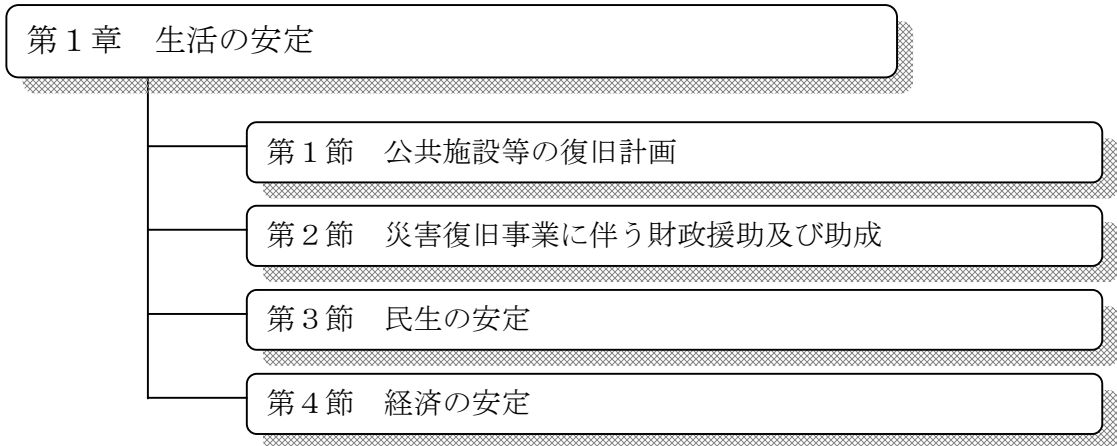 第１章　生活の安定
第１節　公共施設等の復旧計画
第２節　災害復旧事業に伴う財政援助及び助成
第３節　民生の安定
第４節　経済の安定